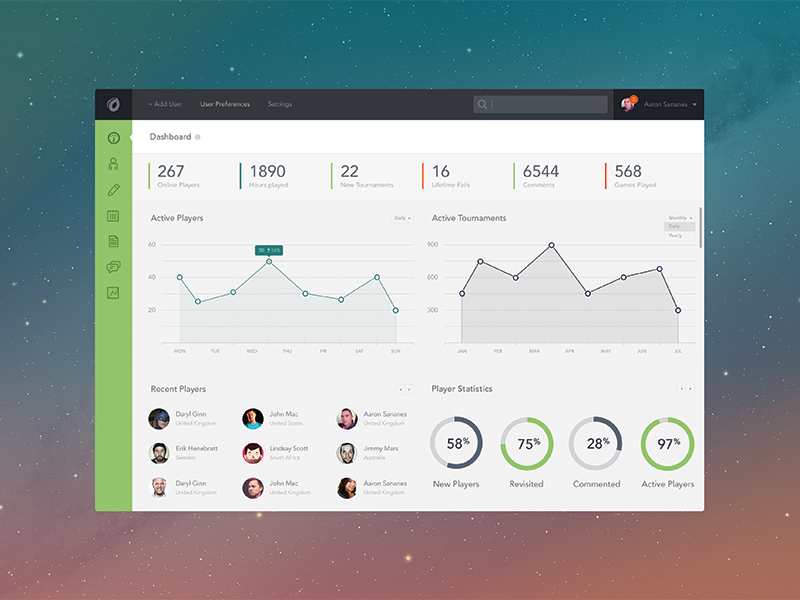 + Add User User Preferences Settings Aaron Sananes
Dashboard
267 1890 22 16 6544 568
Online Players Hours played New Tournaments Lifetime Fails Comments Games Played
Active Players Daily
60
40
20
50 14%
MON TUE WED THU FRI SAT SUN
Active Tournaments Monthly
Daily
Yearly
900
600
300
JAN FEB MAR APR MAY JUN JUL
Recent Players
Daryl Ginn John Mac Aaron Sananes
United Kingdom United States United Kingdom
Erik Henebratt Lindsay Scott Jimmy Mars
Sweden South Africa Australia
Daryl Ginn John Mac Aaron Sananes
United Kingdom United Kingdom United Kingdom
Player Statistics
58% 75% 28% 97%
New Players Revisited Commented Active Players